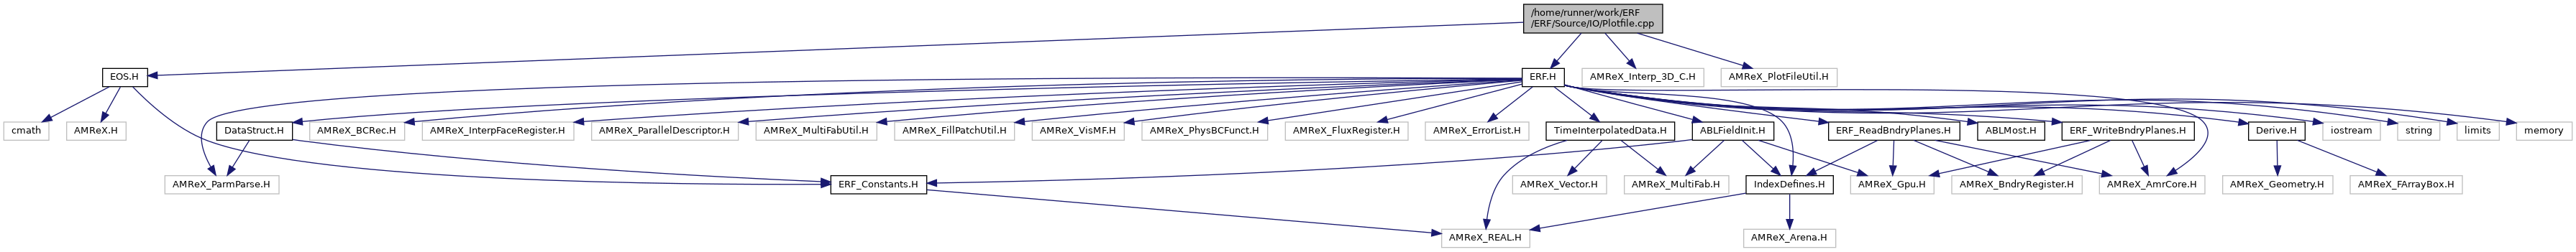 /home/runner/work/ERF
/ERF/Source/IO/Plotfile.cpp
EOS.H
ERF.H
AMReX_Interp_3D_C.H
AMReX_PlotFileUtil.H
cmath
AMReX.H
DataStruct.H
AMReX_BCRec.H
AMReX_InterpFaceRegister.H
AMReX_ParallelDescriptor.H
AMReX_MultiFabUtil.H
AMReX_FillPatchUtil.H
AMReX_VisMF.H
AMReX_PhysBCFunct.H
AMReX_FluxRegister.H
AMReX_ErrorList.H
TimeInterpolatedData.H
ABLFieldInit.H
ERF_ReadBndryPlanes.H
ABLMost.H
ERF_WriteBndryPlanes.H
Derive.H
iostream
string
limits
memory
AMReX_ParmParse.H
ERF_Constants.H
AMReX_Vector.H
AMReX_MultiFab.H
IndexDefines.H
AMReX_Gpu.H
AMReX_BndryRegister.H
AMReX_AmrCore.H
AMReX_Geometry.H
AMReX_FArrayBox.H
AMReX_REAL.H
AMReX_Arena.H